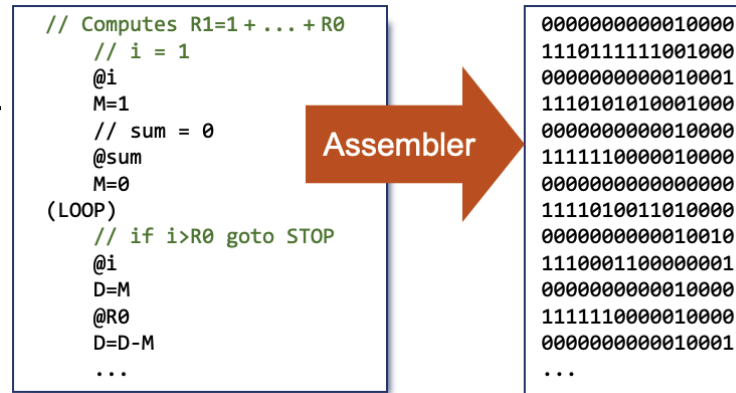 // Computes R1=1 + ... + R0
// i = 1
@i
M=1
// sum = 0
@sum
M=0
(LOOP)
// if i>R0 goto STOP
@i
D=M
@R0
D=D-M
...
Assembler
0000000000010000
1110111111001000
0000000000010001
1110101010001000
0000000000010000
1111110000010000
0000000000000000
1111010011010000
0000000000010010
1110001100000001
0000000000010000
1111110000010000
0000000000010001
...